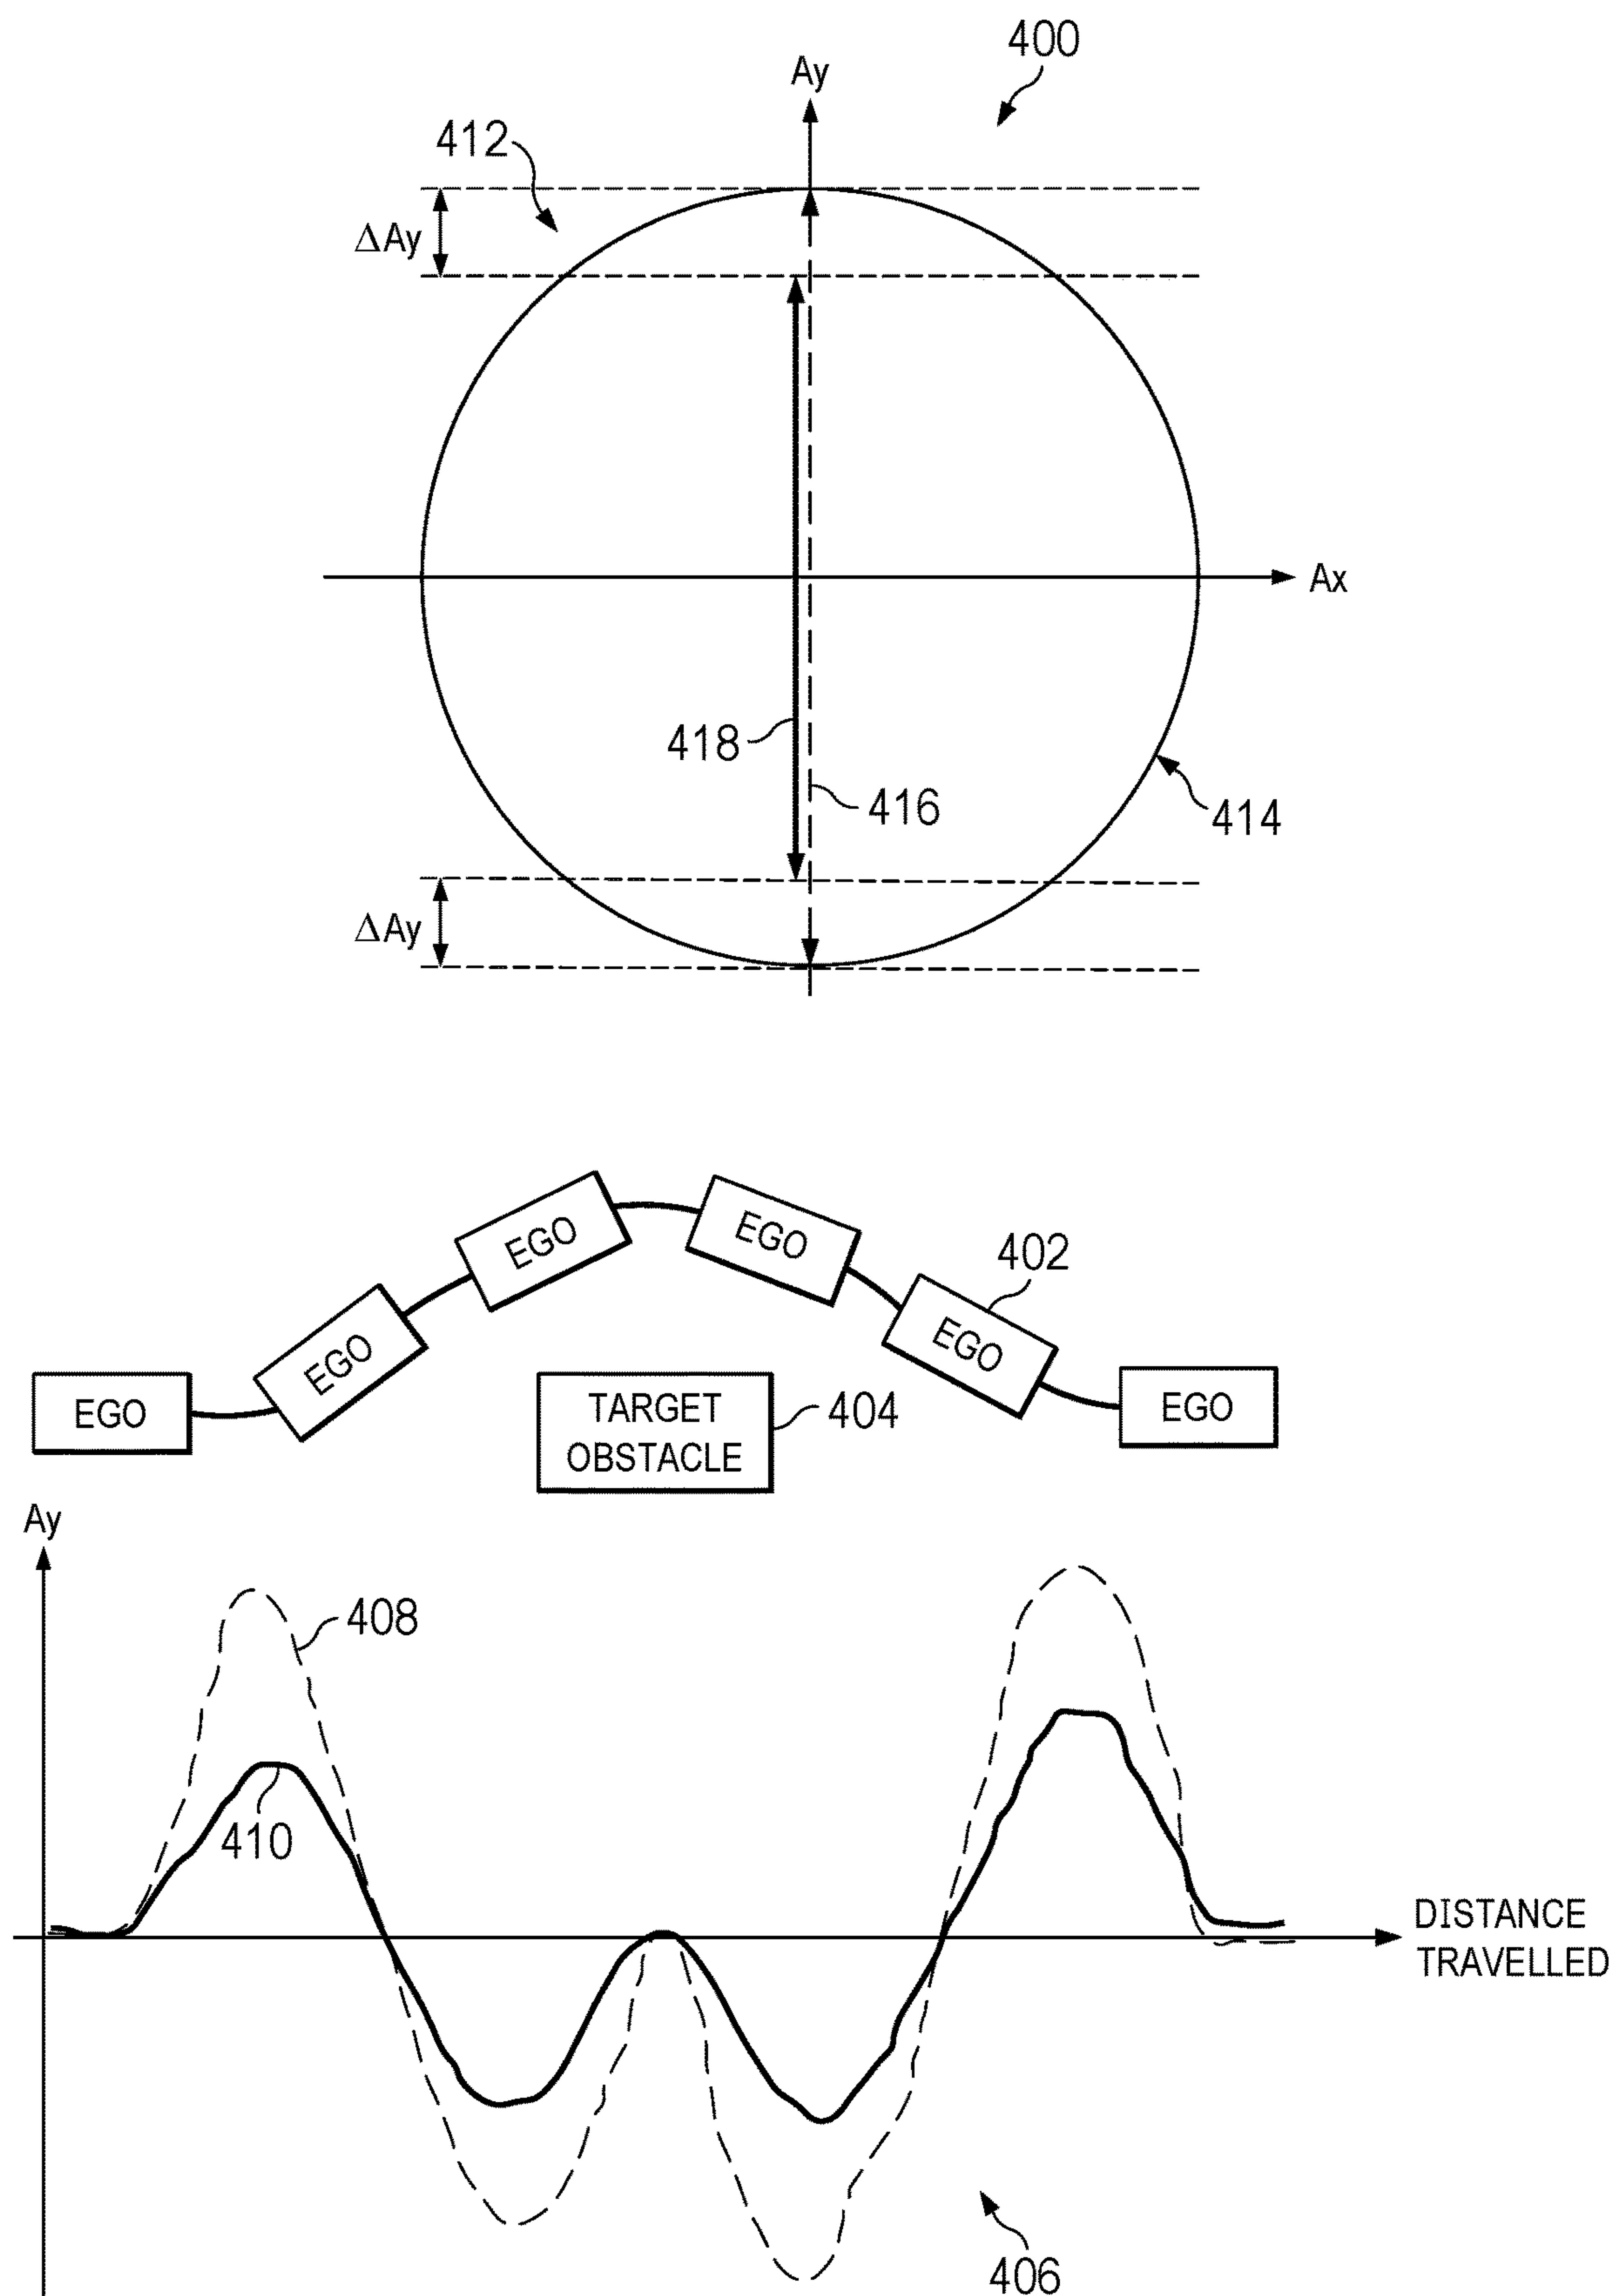 400
Ay
412
ΔAy
Ax
418
416
414
ΔAy
EGO
EGO
402
EGO
EGO
EGO
EGO
TARGET
OBSTACLE
404
Ay
408
410
DISTANCE
TRAVELLED
406